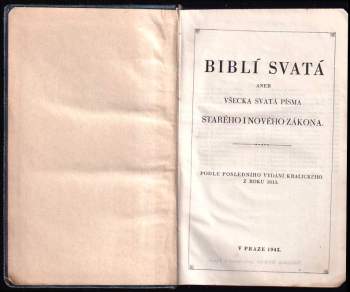 BIBLÍ SVATÁ
ANEB
VŠECKA SVATÁ PÍSMA
STARÉHO I NOVÉHO ZÁKONA.
PODLE POSLEDNÍHO VYDÁNÍ KRALICKÉHO
Z ROKU 1613.
V PRAZE 1942.